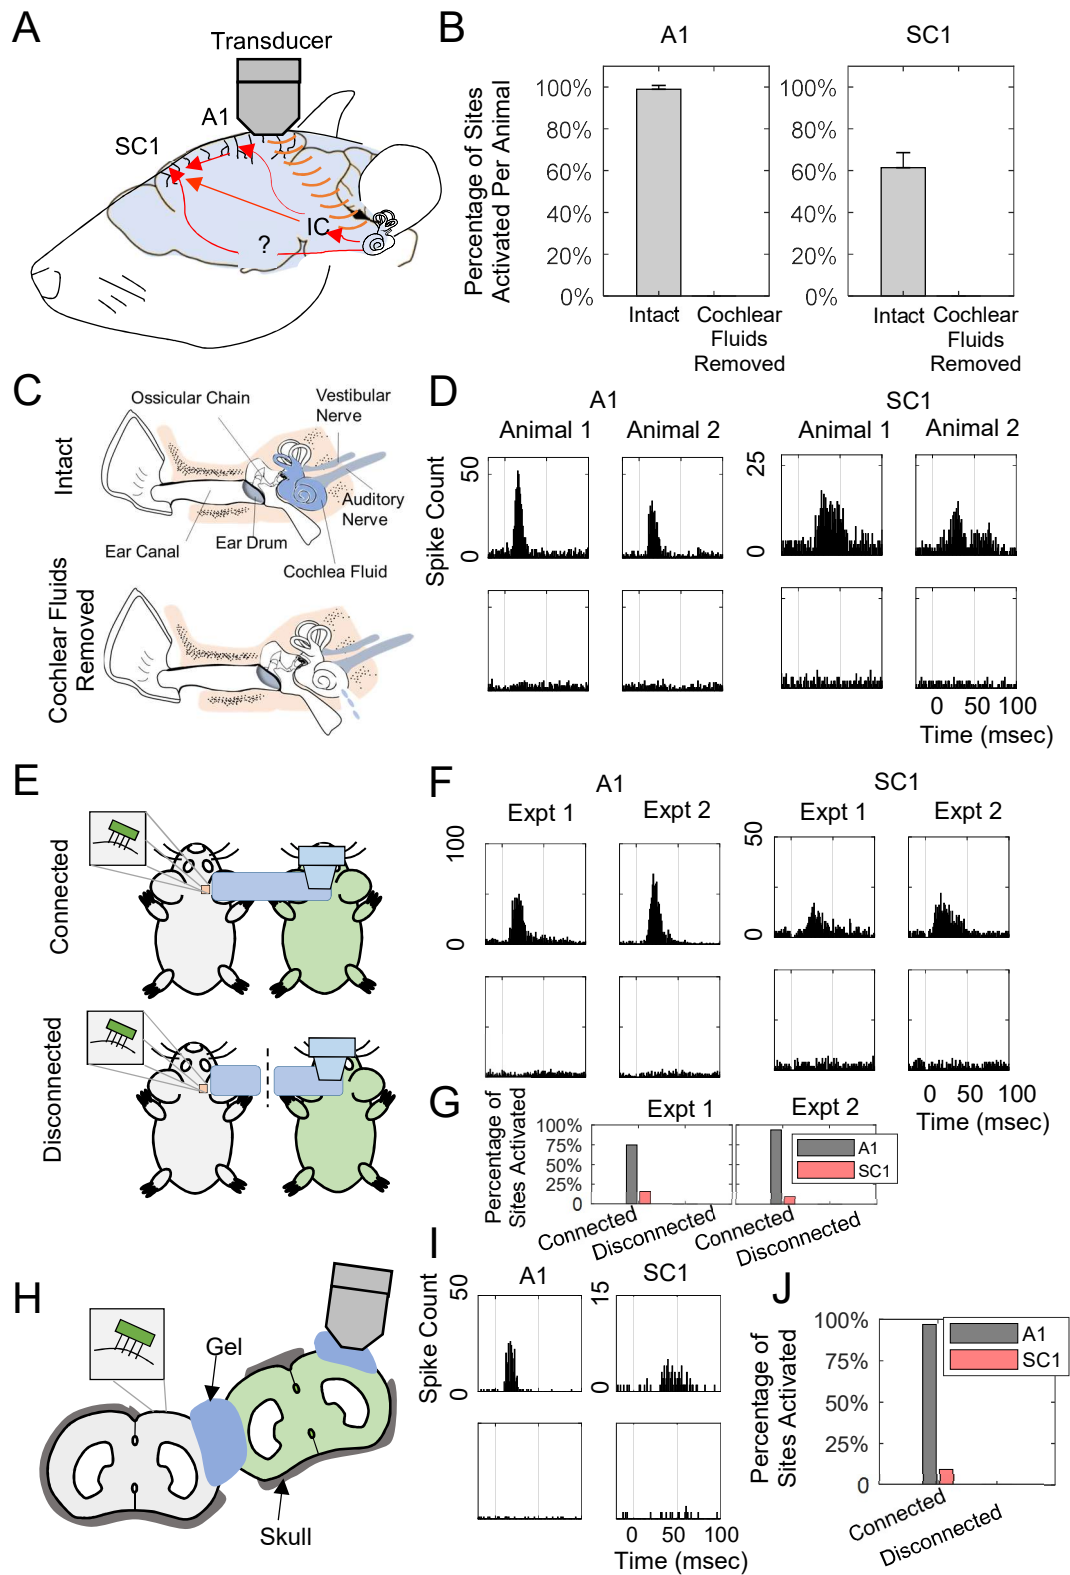 A
Transducer
A1
SC1
IC
?
B
A1
SC1
Percentage of Sites
Activated Per Animal
100%
80%
60%
40%
20%
0%
100%
80%
60%
40%
20%
0%
Intact
Cochlear
Fluids
Removed
Intact
Cochlear
Fluids
Removed
C
Intact
Ossicular Chain
Vestibular
Nerve
Auditory
Nerve
Ear Canal
Ear Drum
Cochlea Fluid
Cochlear Fluids
Removed
D
A1
SC1
Animal 1
Animal 2
Animal 1
Animal 2
Spike Count
50
0
25
0
0
50
100
Time (msec)
E
Connected
Disconnected
F
A1
SC1
Expt 1
Expt 2
Expt 1
Expt 2
100
0
50
0
0
50
100
Time (msec)
G
Percentage of
Sites Activated
Expt 1
Expt 2
100%
75%
50%
25%
0
A1
SC1
Connected
Disconnected
Connected
Disconnected
H
Gel
Skull
I
A1
SC1
Spike Count
50
0
15
0
0
50
100
Time (msec)
J
Percentage of
Sites Activated
100%
75%
50%
25%
0
A1
SC1
Connected
Disconnected